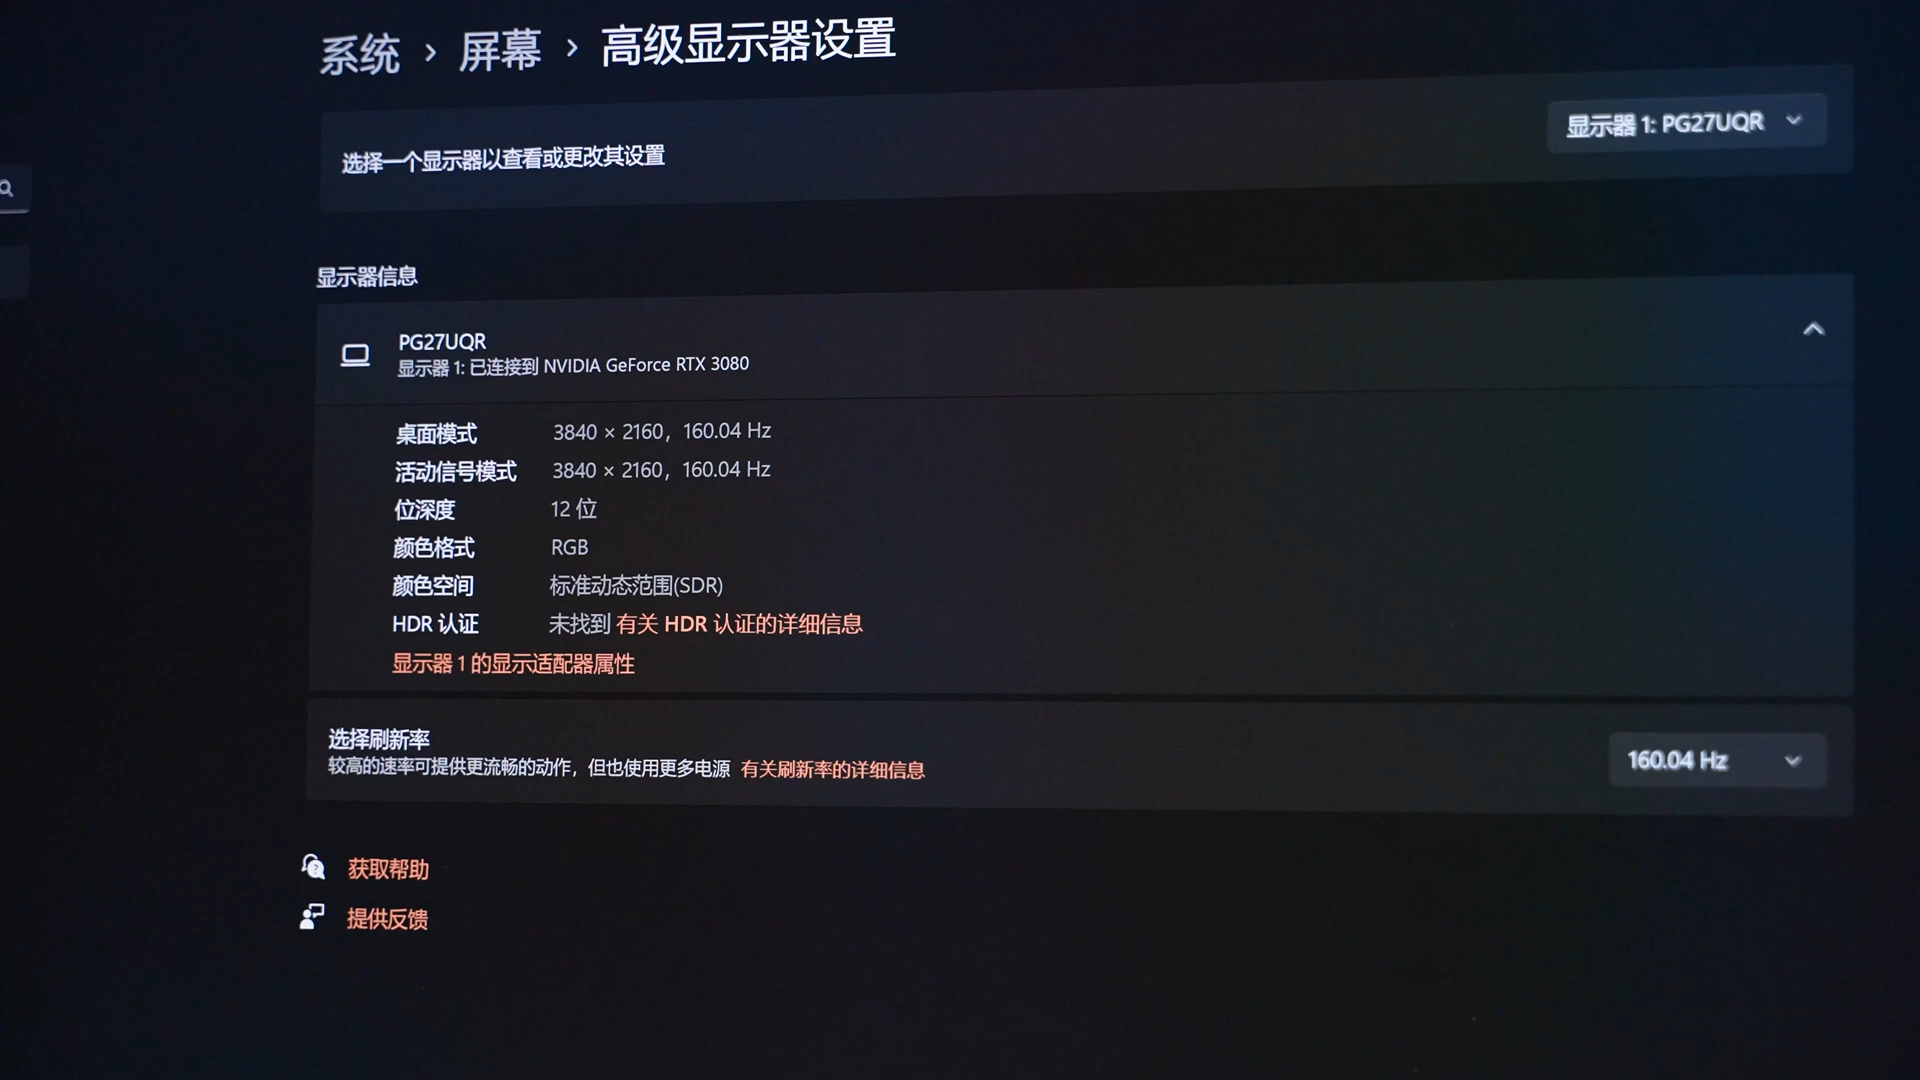 系统 › 屏幕 › 高级显示器设置
选择一个显示器以查看或更改其设置
显示器 1: PG27UQR
显示器信息
PG27UQR
显示器 1: 已连接到 NVIDIA GeForce RTX 3080
桌面模式 3840 × 2160，160.04 Hz
活动信号模式 3840 × 2160，160.04 Hz
位深度 12 位
颜色格式 RGB
颜色空间 标准动态范围(SDR)
HDR 认证 未找到 有关 HDR 认证的详细信息
显示器 1 的显示适配器属性
选择刷新率
较高的速率可提供更流畅的动作，但也使用更多电源 有关刷新率的详细信息
160.04 Hz
获取帮助
提供反馈